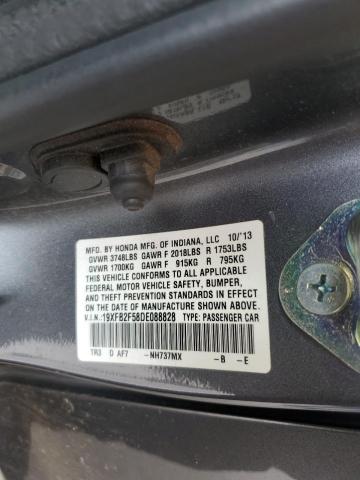 MFD. BY HONDA MFG. OF INDIANA, LLC 10/'13
GVWR 3748LBS GAWR F 2018LBS R 1753LBS
GVWR 1700KG GAWR F 915KG R 795KG
THIS VEHICLE CONFORMS TO ALL APPLICABLE
FEDERAL MOTOR VEHICLE SAFETY, BUMPER,
AND THEFT PREVENTION STANDARDS IN EFFECT
ON THE DATE OF MANUFACTURE SHOWN ABOVE.
V.I.N.: 19XFB2F58DE088828 TYPE: PASSENGER CAR
TR3 D AF7 -NH737MX -B -E